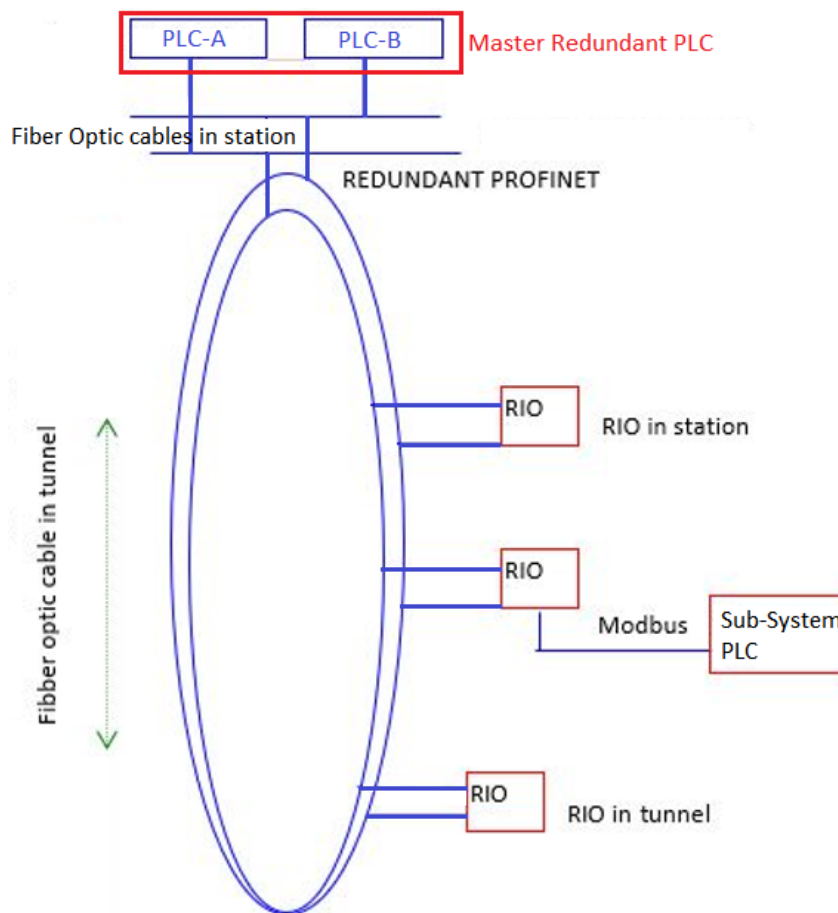 PLC-A
PLC-B
Master Redundant PLC
Fiber Optic cables in station
REDUNDANT PROFINET
RIO
RIO in station
Fibber optic cable in tunnel
RIO
Modbus
Sub-System
PLC
RIO
RIO in tunnel